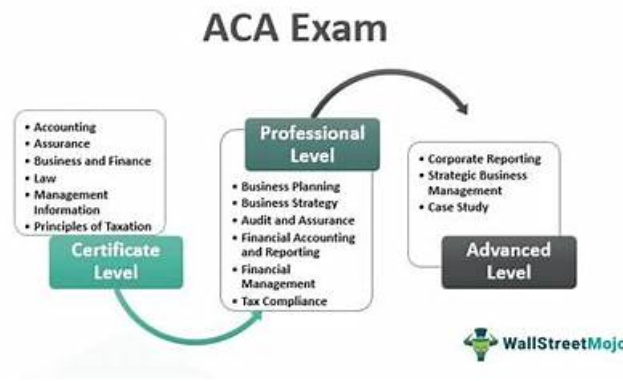 ACA Exam
• Accounting
• Assurance
• Business and Finance
• Law
• Management
Information
• Principles of Taxation
Certificate
Level
Professional
Level
• Business Planning
• Business Strategy
• Audit and Assurance
• Financial Accounting
and Reporting
• Financial
Management
• Tax Compliance
• Corporate Reporting
• Strategic Business
Management
• Case Study
Advanced
Level
WallStreetMojo